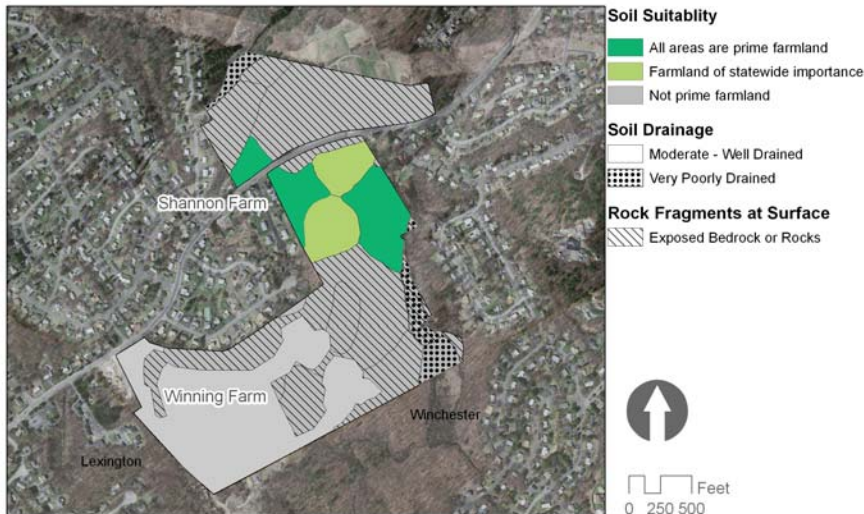 Soil Suitablity
All areas are prime farmland
Farmland of statewide importance
Not prime farmland
Soil Drainage
Moderate - Well Drained
Very Poorly Drained
Rock Fragments at Surface
Exposed Bedrock or Rocks
Shannon Farm
Winning Farm
Winchester
Lexington
Feet
0 250 500